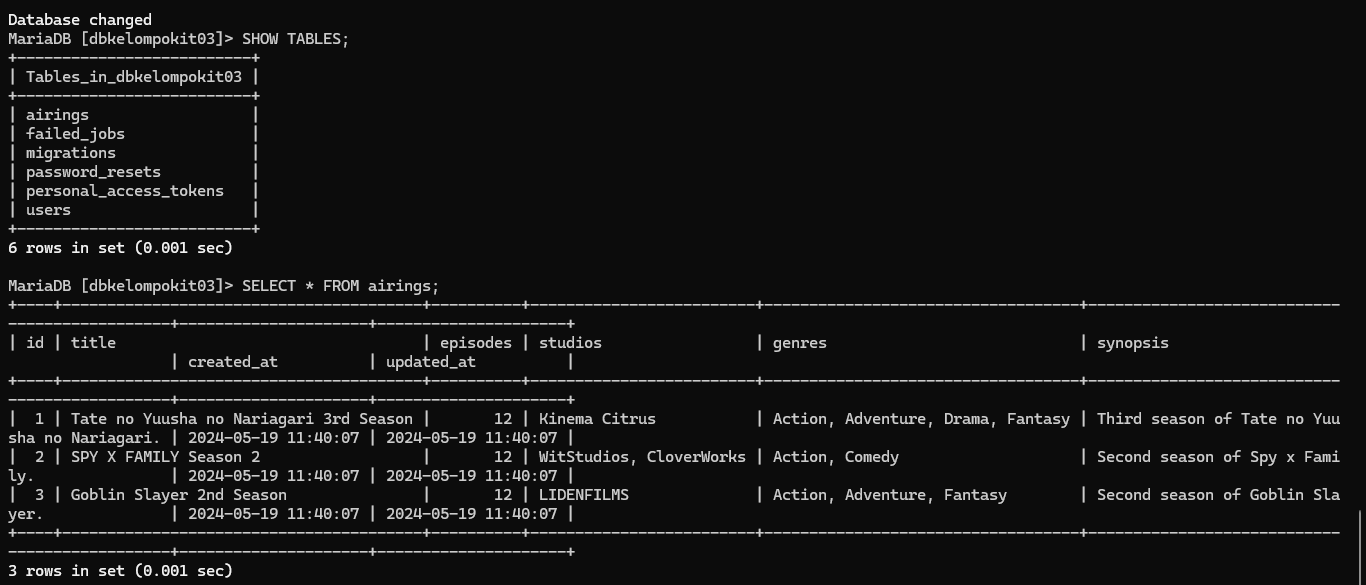 Database changed
MariaDB [dbkelompokit03]> SHOW TABLES;
+--------------------------+
| Tables_in_dbkelompokit03 |
+--------------------------+
| airings                  |
| failed_jobs              |
| migrations               |
| password_resets          |
| personal_access_tokens   |
| users                    |
+--------------------------+
6 rows in set (0.001 sec)

MariaDB [dbkelompokit03]> SELECT * FROM airings;
+----+----------------------------------------+----------+-------------------------+-----------------------------------+----------------------------
------------------+---------------------+---------------------+
| id | title                                  | episodes | studios                 | genres                            | synopsis
                  | created_at          | updated_at          |
+----+----------------------------------------+----------+-------------------------+-----------------------------------+----------------------------
------------------+---------------------+---------------------+
|  1 | Tate no Yuusha no Nariagari 3rd Season |       12 | Kinema Citrus           | Action, Adventure, Drama, Fantasy | Third season of Tate no Yuu
sha no Nariagari. | 2024-05-19 11:40:07 | 2024-05-19 11:40:07 |
|  2 | SPY X FAMILY Season 2                  |       12 | WitStudios, CloverWorks | Action, Comedy                    | Second season of Spy x Fami
ly.               | 2024-05-19 11:40:07 | 2024-05-19 11:40:07 |
|  3 | Goblin Slayer 2nd Season               |       12 | LIDENFILMS              | Action, Adventure, Fantasy        | Second season of Goblin Sla
yer.              | 2024-05-19 11:40:07 | 2024-05-19 11:40:07 |
+----+----------------------------------------+----------+-------------------------+-----------------------------------+----------------------------
------------------+---------------------+---------------------+
3 rows in set (0.001 sec)